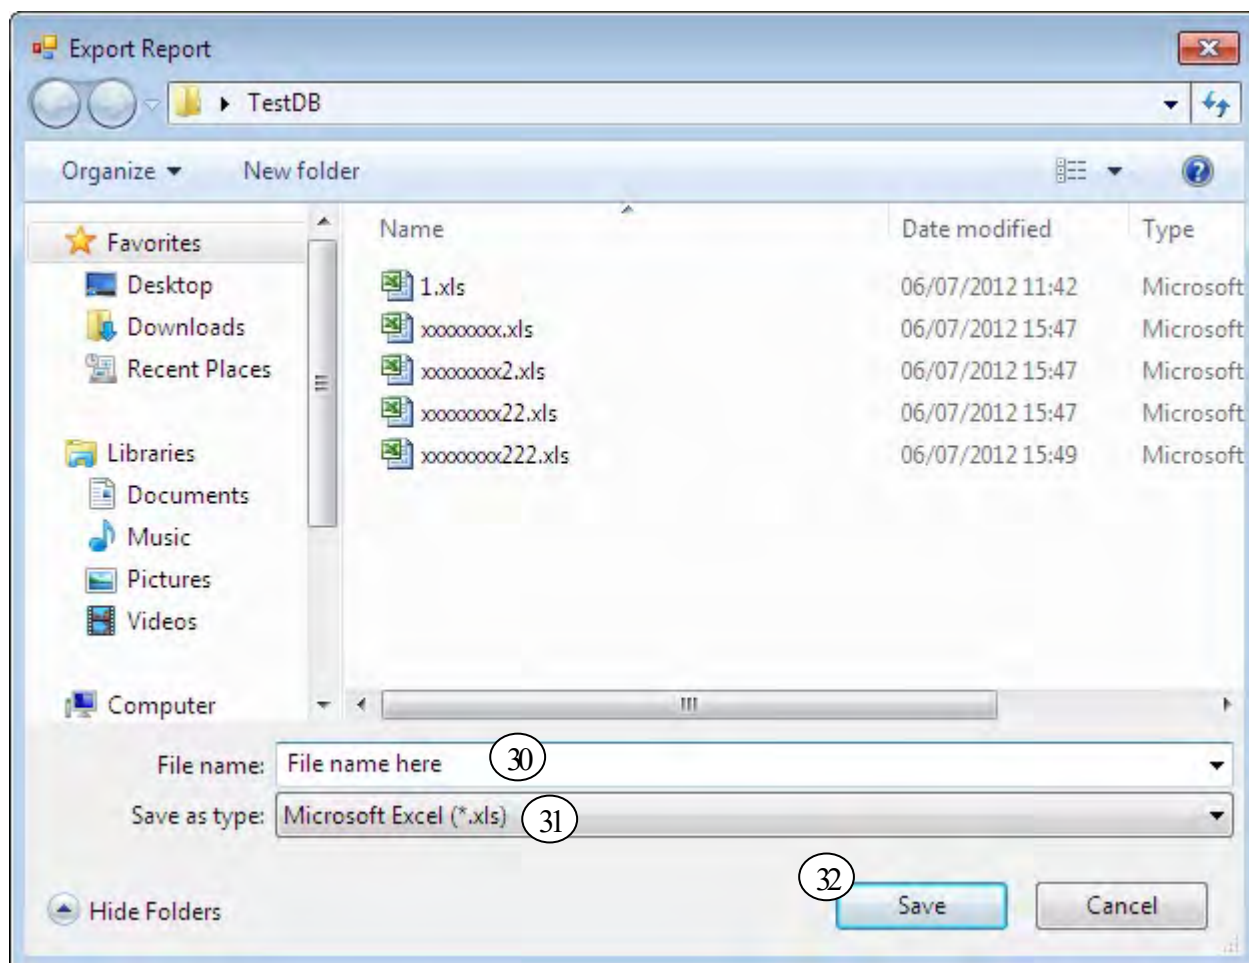 Export Report
TestDB
Organize New folder
Name Date modified Type
Favorites
Desktop
Downloads
Recent Places
Libraries
Documents
Music
Pictures
Videos
Computer
1.xls 06/07/2012 11:42 Microsoft
xxxxxxxx.xls 06/07/2012 15:47 Microsoft
xxxxxxxx2.xls 06/07/2012 15:47 Microsoft
xxxxxxxx22.xls 06/07/2012 15:47 Microsoft
xxxxxxxx222.xls 06/07/2012 15:49 Microsoft
File name: File name here 30
Save as type: Microsoft Excel (*.xls) 31
32
Hide Folders Save Cancel